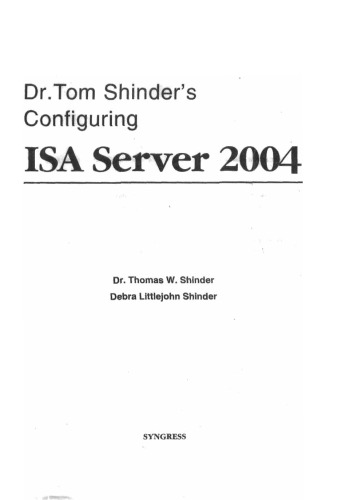 Dr.Tom Shinder's
Configuring
ISA Server 2004
Dr. Thomas W. Shinder
Debra Littlejohn Shinder
SYNGRESS